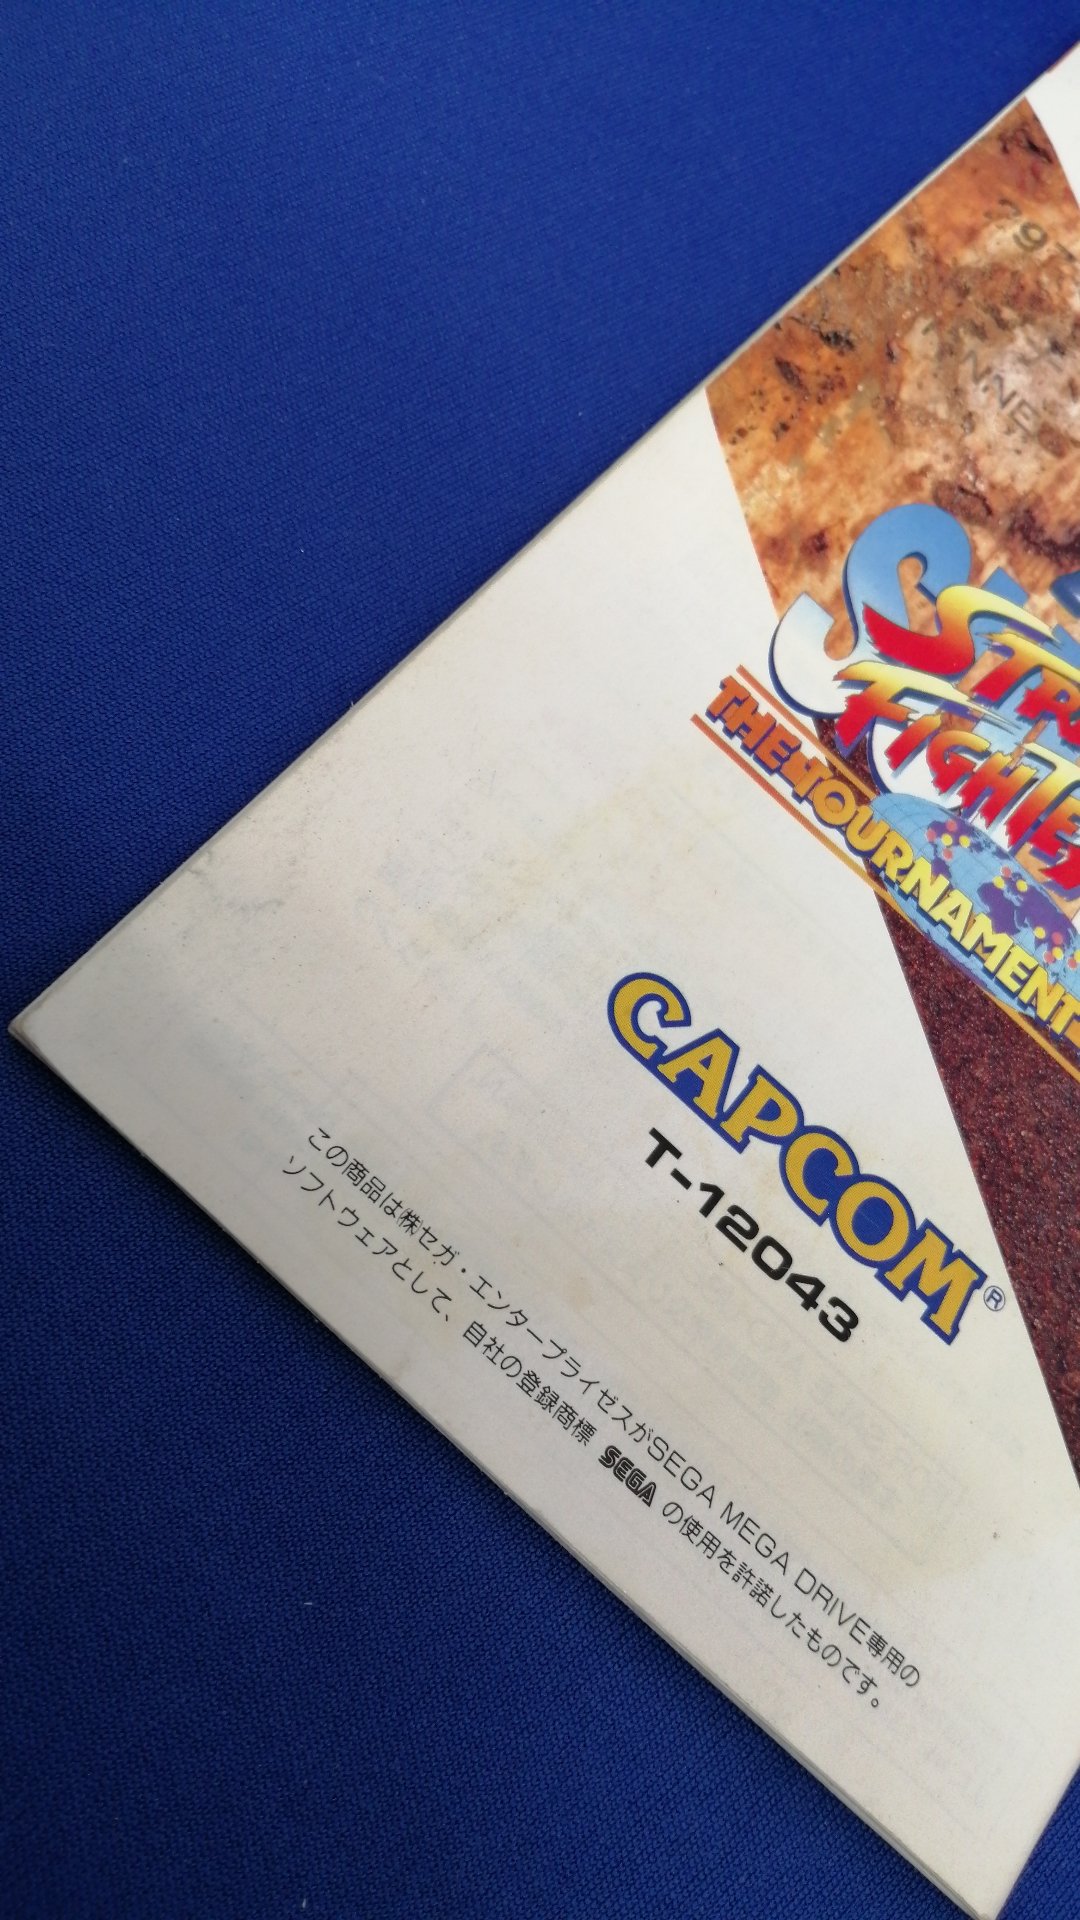 STR
FIGHTE
THE TOURNAMENT
CAPCOM®
T-12043
この商品は㈱セガ・エンタープライゼスがSEGA MEGA DRIVE専用の
ソフトウェアとして、自社の登録商標 SEGA の使用を許諾したものです。